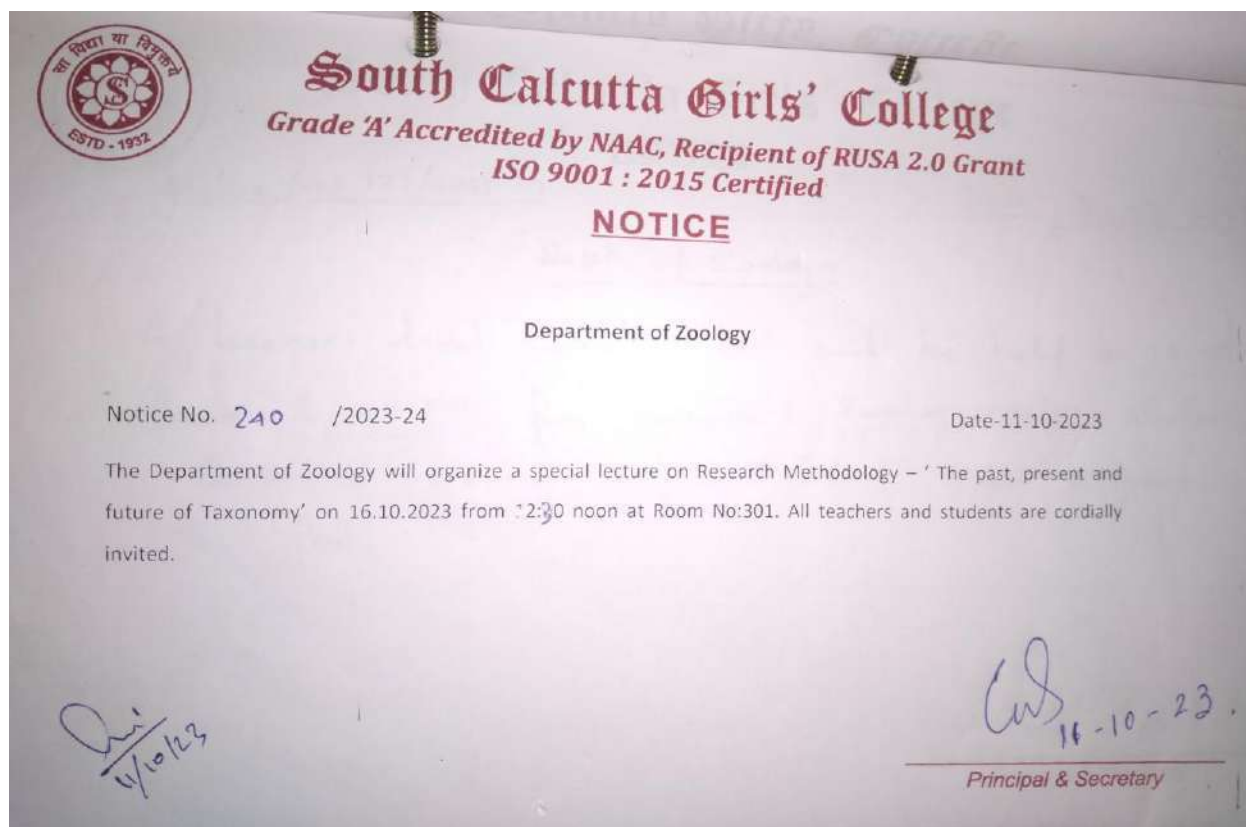 सा विद्या या विमुक्तये
SS
ESTD - 1932
South Calcutta Girls' College
Grade 'A' Accredited by NAAC, Recipient of RUSA 2.0 Grant
ISO 9001 : 2015 Certified
NOTICE
Department of Zoology
Notice No. 240 /2023-24
Date-11-10-2023
The Department of Zoology will organize a special lecture on Research Methodology – ' The past, present and
future of Taxonomy' on 16.10.2023 from 12:30 noon at Room No:301. All teachers and students are cordially
invited.
11/10/23
-10-23.
Principal & Secretary